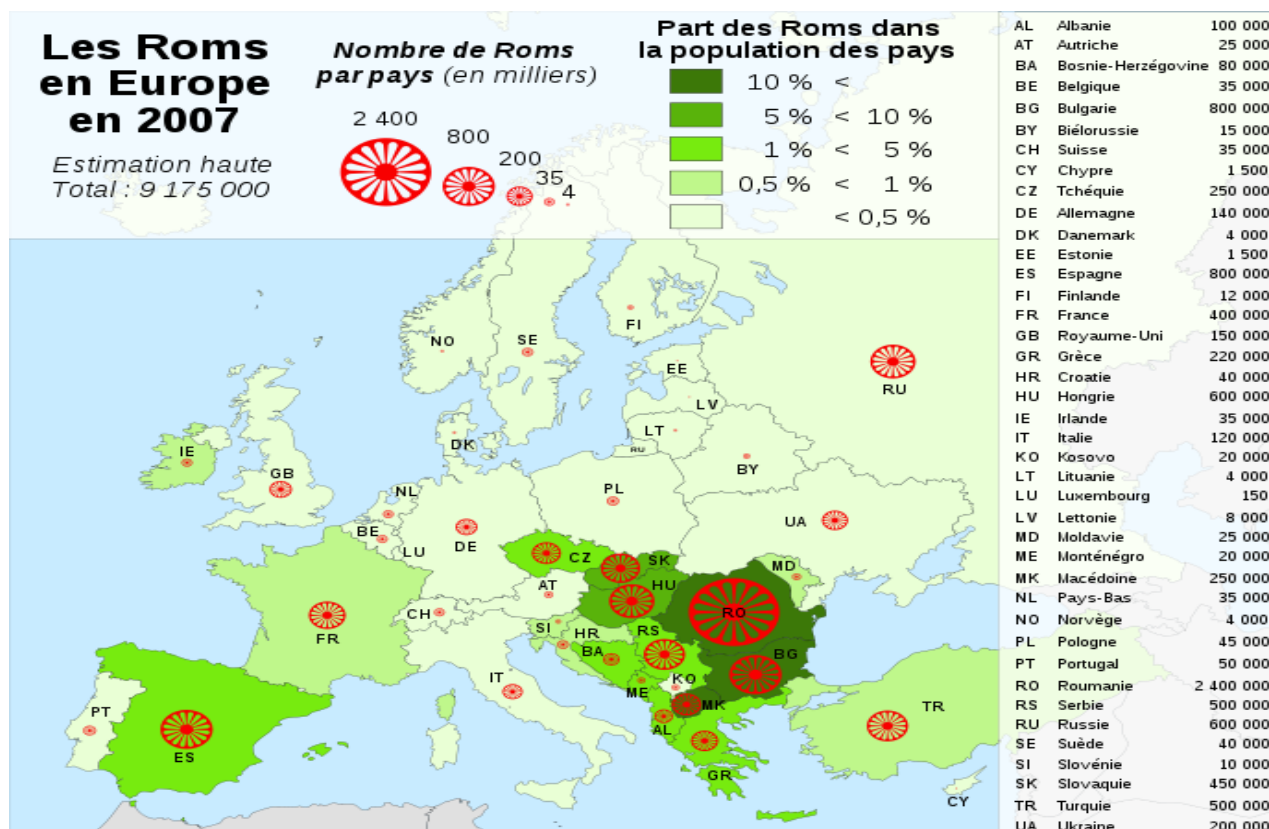 Les Roms
en Europe
en 2007
Estimation haute
Total : 9 175 000
Nombre de Roms
par pays (en milliers)
2 400
800
200
35
4
Part des Roms dans
la population des pays
10 % <
5 % < 10 %
1 % < 5 %
0,5 % < 1 %
< 0,5 %
NO
SE
FI
RU
EE
LV
LT
RU
DK
BY
IE
GB
NL
BE
LU
DE
PL
UA
CZ
SK
AT
HU
MD
CH
FR
RO
SI
HR
RS
BA
BG
IT
ME
KO
MK
PT
AL
TR
ES
GR
CY
AL Albanie 100 000
AT Autriche 25 000
BA Bosnie-Herzégovine 80 000
BE Belgique 35 000
BG Bulgarie 800 000
BY Biélorussie 15 000
CH Suisse 35 000
CY Chypre 1 500
CZ Tchéquie 250 000
DE Allemagne 140 000
DK Danemark 4 000
EE Estonie 1 500
ES Espagne 800 000
FI Finlande 12 000
FR France 400 000
GB Royaume-Uni 150 000
GR Grèce 220 000
HR Croatie 40 000
HU Hongrie 600 000
IE Irlande 35 000
IT Italie 120 000
KO Kosovo 20 000
LT Lituanie 4 000
LU Luxembourg 150
LV Lettonie 8 000
MD Moldavie 25 000
ME Monténégro 20 000
MK Macédoine 250 000
NL Pays-Bas 35 000
NO Norvège 4 000
PL Pologne 45 000
PT Portugal 50 000
RO Roumanie 2 400 000
RS Serbie 500 000
RU Russie 600 000
SE Suède 40 000
SI Slovénie 10 000
SK Slovaquie 450 000
TR Turquie 500 000
UA Ukraine 200 000